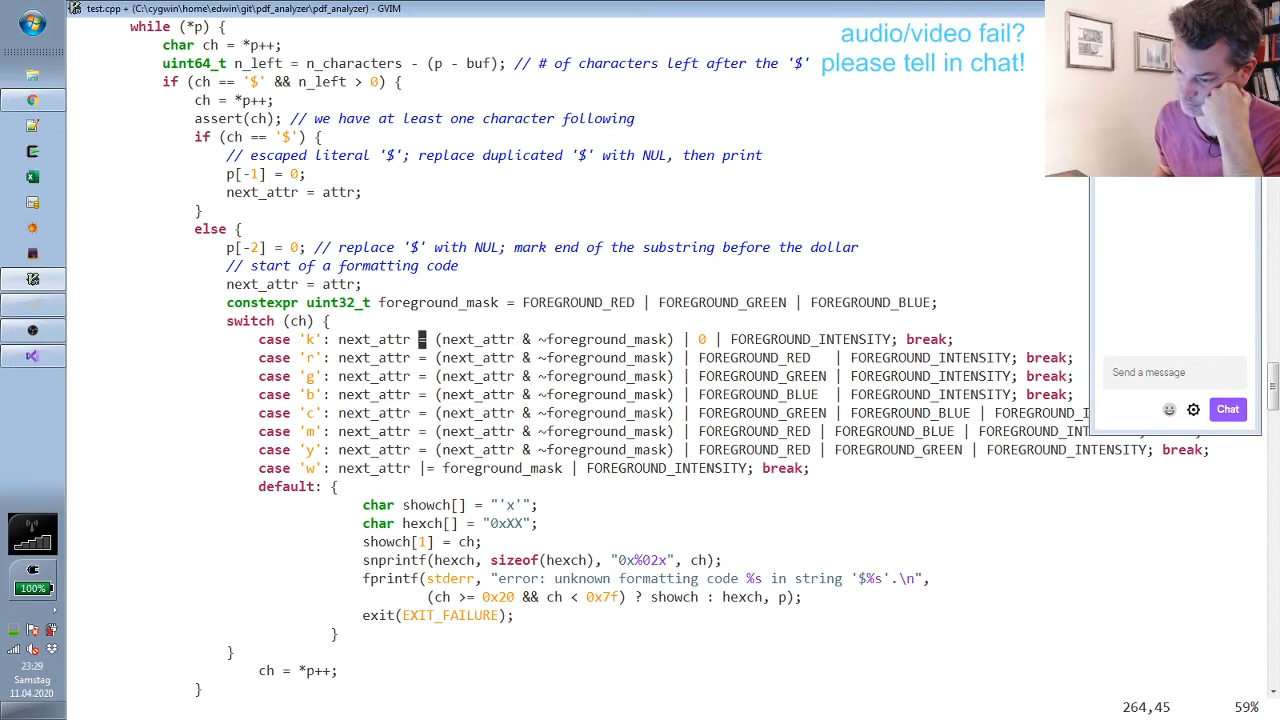 test.cpp + (C:\cygwin\home\edwin\git\pdf_analyzer\pdf_analyzer) - GVIM
while (*p) {
char ch = *p++;
uint64_t n_left = n_characters - (p - buf); // # of characters left after the '$'
if (ch == '$' && n_left > 0) {
ch = *p++;
assert(ch); // we have at least one character following
if (ch == '$') {
// escaped literal '$'; replace duplicated '$' with NUL, then print
p[-1] = 0;
next_attr = attr;
}
else {
p[-2] = 0; // replace '$' with NUL; mark end of the substring before the dollar
// start of a formatting code
next_attr = attr;
constexpr uint32_t foreground_mask = FOREGROUND_RED | FOREGROUND_GREEN | FOREGROUND_BLUE;
switch (ch) {
case 'k': next_attr = (next_attr & ~foreground_mask) | 0 | FOREGROUND_INTENSITY; break;
case 'r': next_attr = (next_attr & ~foreground_mask) | FOREGROUND_RED | FOREGROUND_INTENSITY; break;
case 'g': next_attr = (next_attr & ~foreground_mask) | FOREGROUND_GREEN | FOREGROUND_INTENSITY; break;
case 'b': next_attr = (next_attr & ~foreground_mask) | FOREGROUND_BLUE | FOREGROUND_INTENSITY; break;
case 'c': next_attr = (next_attr & ~foreground_mask) | FOREGROUND_GREEN | FOREGROUND_BLUE | FOREGROUND_I
case 'm': next_attr = (next_attr & ~foreground_mask) | FOREGROUND_RED | FOREGROUND_BLUE | FOREGROUND_INT
case 'y': next_attr = (next_attr & ~foreground_mask) | FOREGROUND_RED | FOREGROUND_GREEN | FOREGROUND_INTENSITY; break;
case 'w': next_attr |= foreground_mask | FOREGROUND_INTENSITY; break;
default: {
char showch[] = "'x'";
char hexch[] = "0xXX";
showch[1] = ch;
snprintf(hexch, sizeof(hexch), "0x%02x", ch);
fprintf(stderr, "error: unknown formatting code %s in string '$%s'.\n",
(ch >= 0x20 && ch < 0x7f) ? showch : hexch, p);
exit(EXIT_FAILURE);
}
}
ch = *p++;
}
264,45 59%
audio/video fail?
please tell in chat!
Send a message
Chat
100%
23:29
Samstag
11.04.2020